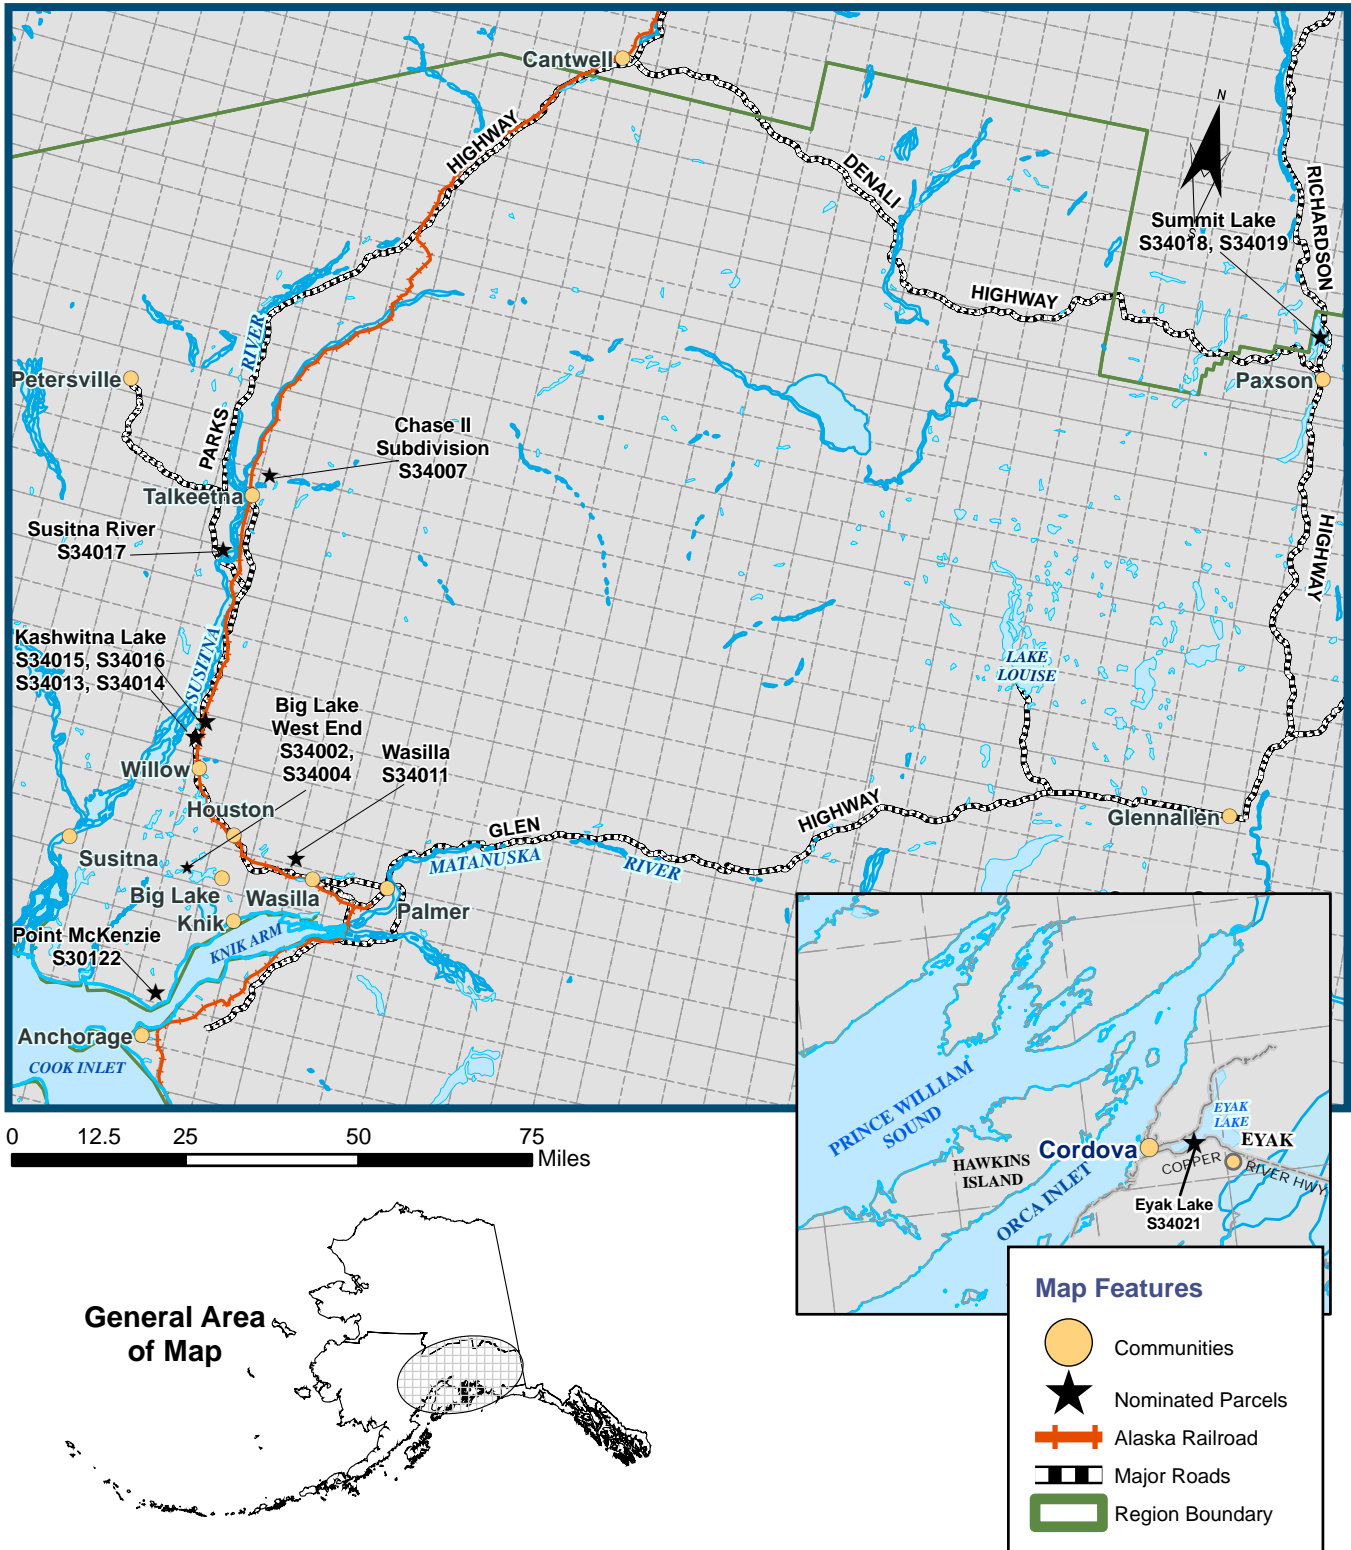 Cantwell
HIGHWAY
DENALI
N
S
RICHARDSON
Summit Lake
S34018, S34019
HIGHWAY
RIVER
Petersville
Paxson
PARKS
Chase II
Subdivision
S34007
Talkeetna
Susitna River
S34017
HIGHWAY
Kashwitna Lake
S34015, S34016
S34013, S34014
SUSITNA
LAKE
LOUISE
Big Lake
West End
S34002,
S34004
Wasilla
S34011
Willow
Houston
HIGHWAY
GLEN
Glennallen
MATANUSKA
RIVER
Susitna
Big Lake
Wasilla
Palmer
Knik
KNIK ARM
Point McKenzie
S30122
Anchorage
COOK INLET
PRINCE WILLIAM
SOUND
HAWKINS
ISLAND
ORCA INLET
Cordova
EYAK
LAKE
EYAK
COPPER
RIVER HWY
Eyak Lake
S34021
0 12.5 25 50 75
Miles
General Area
of Map
Map Features
Communities
Nominated Parcels
Alaska Railroad
Major Roads
Region Boundary